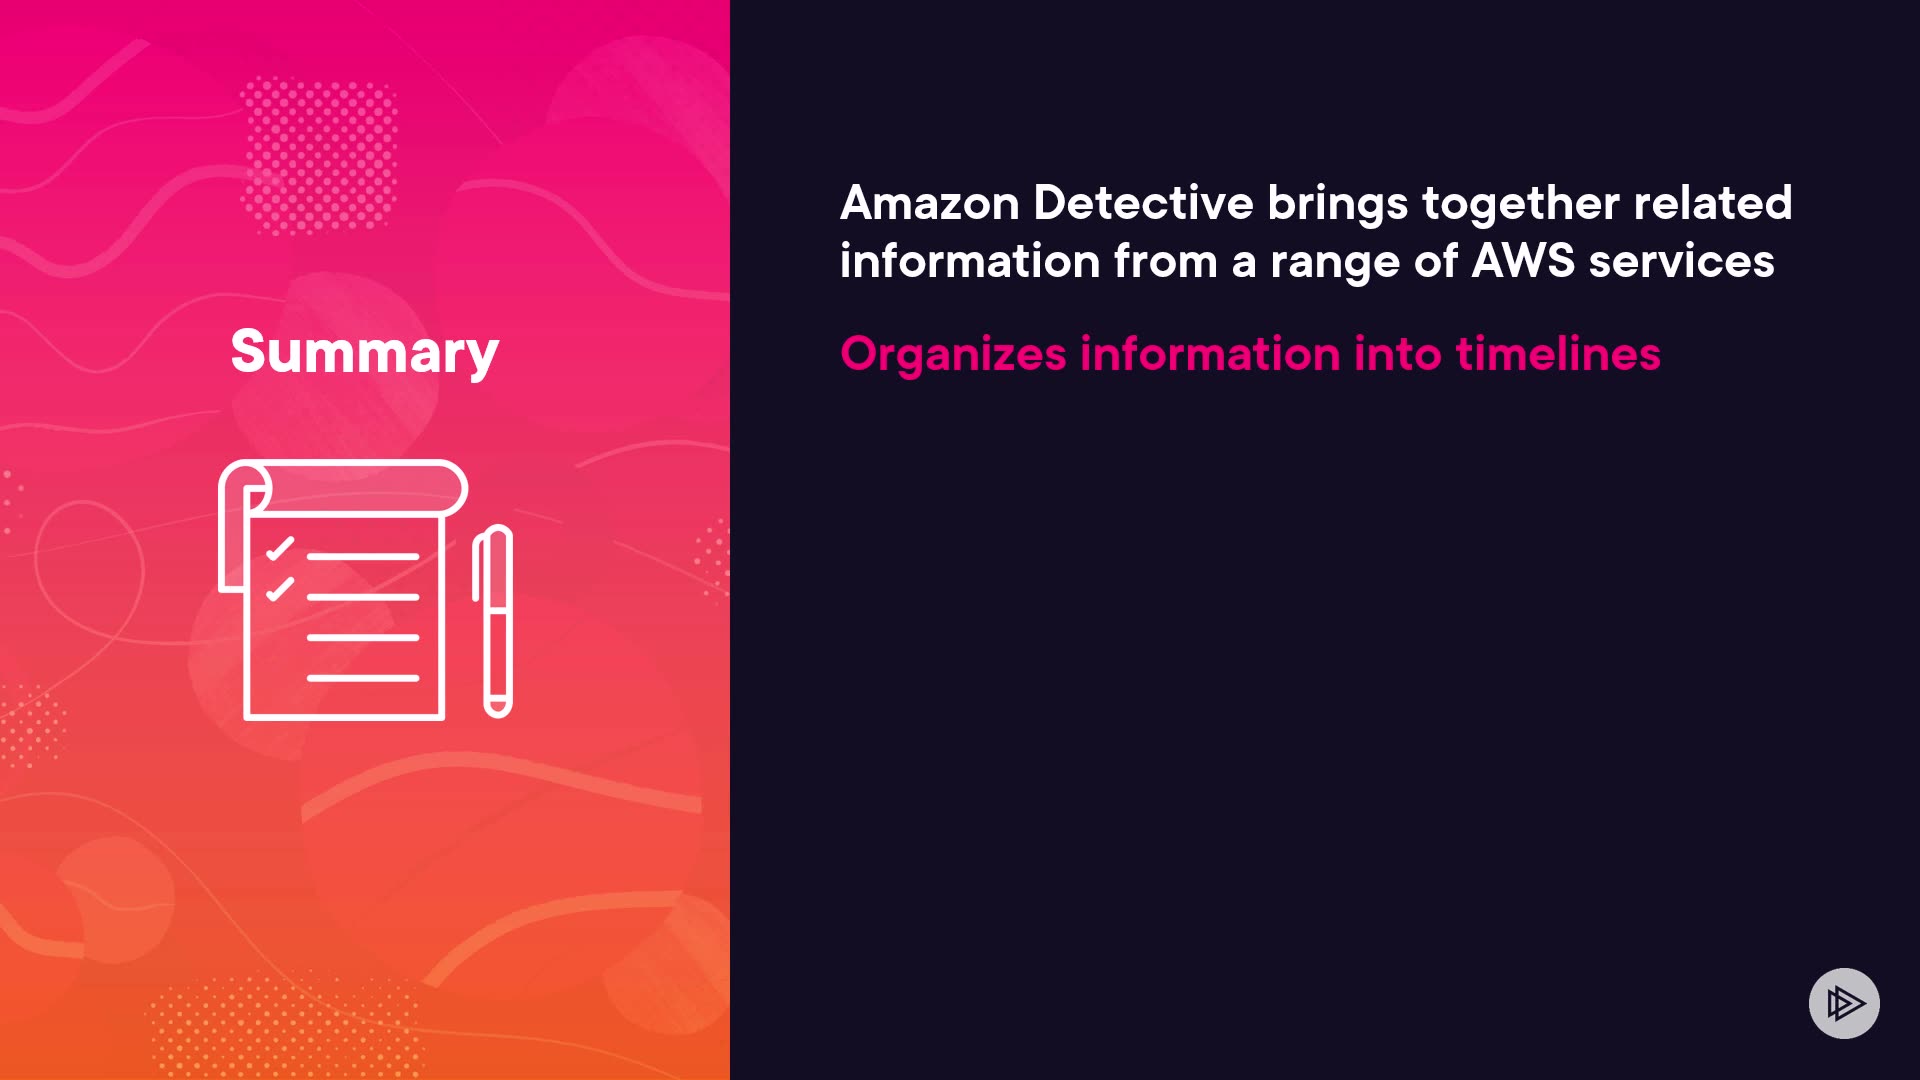 Summary
Amazon Detective brings together related
information from a range of AWS services
Organizes information into timelines